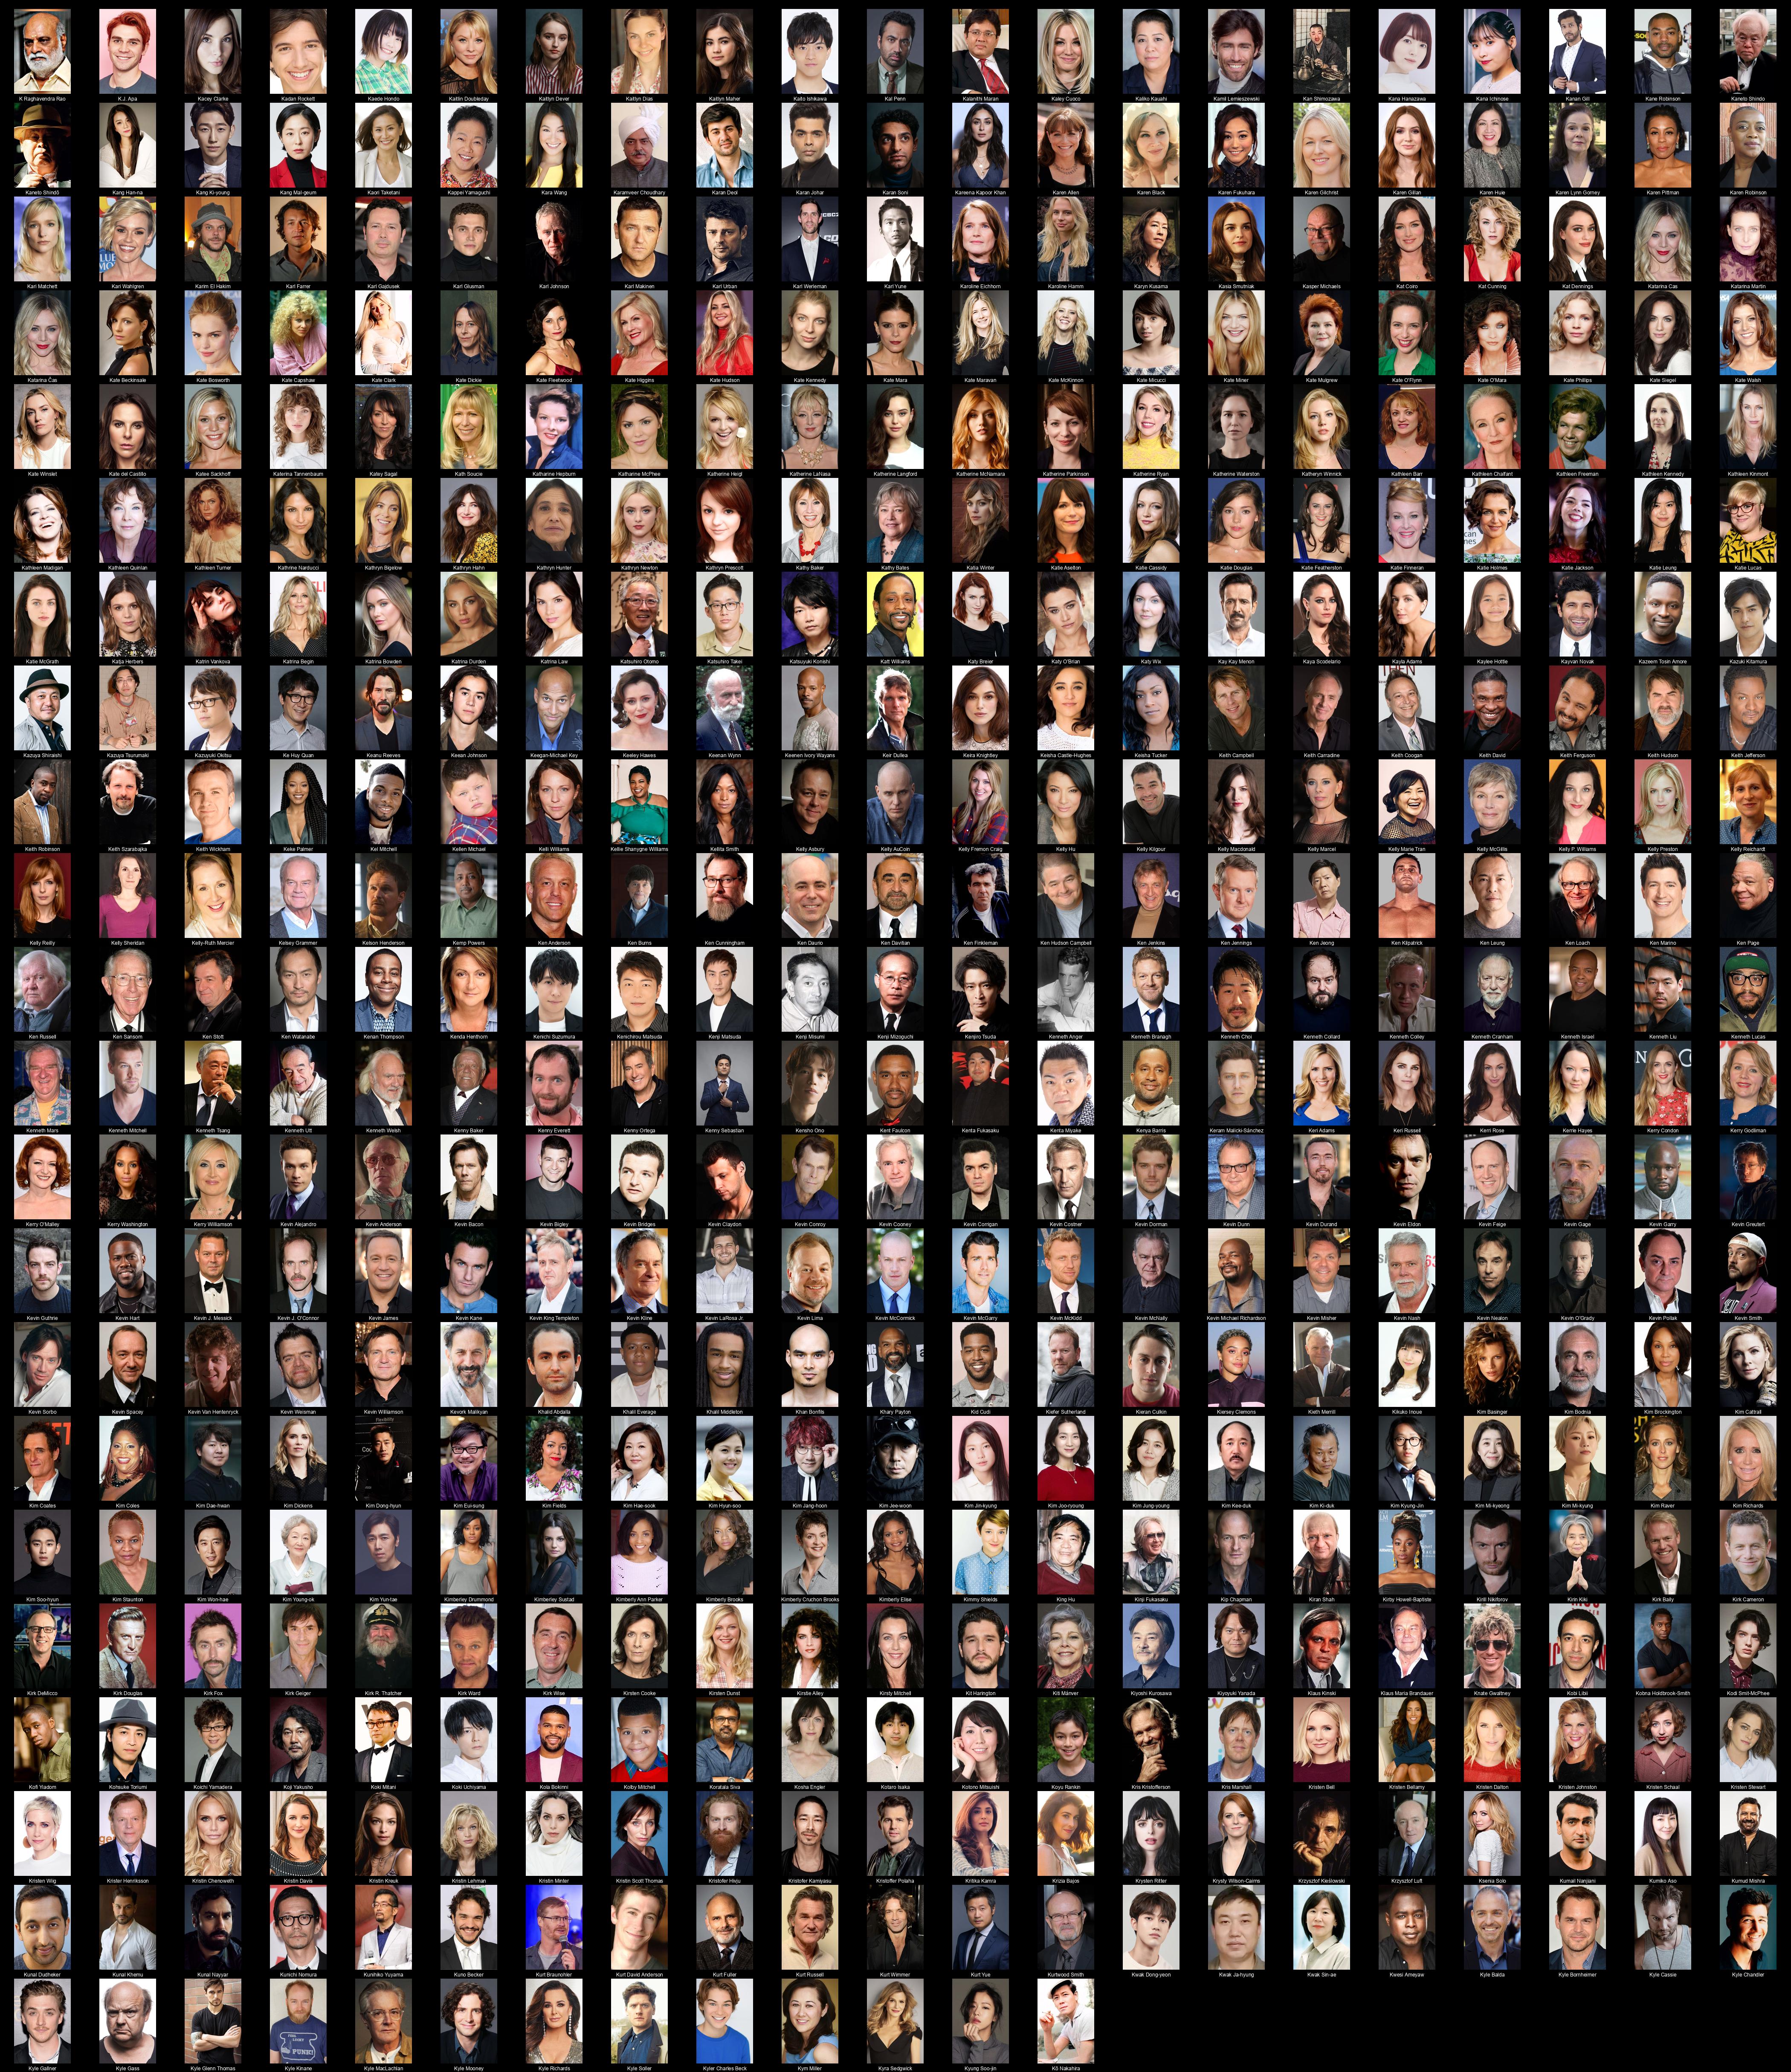 K Raghavendra Rao K.J. Apa Kacey Clarke Kadan Rockett Kaede Hondo Kaitlin Doubleday Kaitlyn Dever Kaitlyn Dias Kaitlyn Maher Kaito Ishikawa Kal Penn Kalanithi Maran Kaley Cuoco Kaliko Kauahi Kamil Lemieszewski Kan Shimozawa Kana Hanazawa Kana Ichinose Kanan Gill Kane Robinson Kaneto Shindo
Kaneto Shindô Kang Han-na Kang Ki-young Kang Mal-geum Kaori Taketani Kappei Yamaguchi Kara Wang Karamveer Choudhary Karan Deol Karan Johar Karan Soni Kareena Kapoor Khan Karen Allen Karen Black Karen Fukuhara Karen Gilchrist Karen Gillan Karen Huie Karen Lynn Gorney Karen Pittman Karen Robinson
Kari Matchett Kari Wahlgren Karim El Hakim Karl Farrer Karl Gajdusek Karl Glusman Karl Johnson Karl Makinen Karl Urban Karl Werleman Karl Yune Karoline Eichhorn Karoline Hamm Karyn Kusama Kasia Smutniak Kasper Michaels Kat Coiro Kat Cunning Kat Dennings Katarina Cas Katarina Martin
Katarina Čas Kate Beckinsale Kate Bosworth Kate Capshaw Kate Clark Kate Dickie Kate Fleetwood Kate Higgins Kate Hudson Kate Kennedy Kate Mara Kate Maravan Kate McKinnon Kate Micucci Kate Miner Kate Mulgrew Kate O'Flynn Kate O'Mara Kate Phillips Kate Siegel Kate Walsh
Kate Winslet Kate del Castillo Katee Sackhoff Katerina Tannenbaum Katey Sagal Kath Soucie Katharine Hepburn Katharine McPhee Katherine Heigl Katherine LaNasa Katherine Langford Katherine McNamara Katherine Parkinson Katherine Ryan Katherine Waterston Katheryn Winnick Kathleen Barr Kathleen Chalfant Kathleen Freeman Kathleen Kennedy Kathleen Kinmont
Kathleen Madigan Kathleen Quinlan Kathleen Turner Kathrine Narducci Kathryn Bigelow Kathryn Hahn Kathryn Hunter Kathryn Newton Kathryn Prescott Kathy Baker Kathy Bates Katia Winter Katie Aselton Katie Cassidy Katie Douglas Katie Featherston Katie Finneran Katie Holmes Katie Jackson Katie Leung Katie Lucas
Katie McGrath Katja Herbers Katrin Vankova Katrina Begin Katrina Bowden Katrina Durden Katrina Law Katsuhiro Otomo Katsuhiro Takei Katsuyuki Konishi Katt Williams Katy Breier Katy O'Brian Katy Wix Kay Kay Menon Kaya Scodelario Kayla Adams Kaylee Hottle Kayvan Novak Kazeem Tosin Amore Kazuki Kitamura
Kazuya Shiraishi Kazuya Tsurumaki Kazuyuki Okitsu Ke Huy Quan Keanu Reeves Keean Johnson Keegan-Michael Key Keeley Hawes Keenan Wynn Keenen Ivory Wayans Keir Dullea Keira Knightley Keisha Castle-Hughes Keisha Tucker Keith Campbell Keith Carradine Keith Coogan Keith David Keith Ferguson Keith Hudson Keith Jefferson
Keith Robinson Keith Szarabajka Keith Wickham Keke Palmer Kel Mitchell Kellen Michael Kelli Williams Kellie Shanygne Williams Kellita Smith Kelly Asbury Kelly AuCoin Kelly Fremon Craig Kelly Hu Kelly Kilgour Kelly Macdonald Kelly Marcel Kelly Marie Tran Kelly McGillis Kelly P. Williams Kelly Preston Kelly Reichardt
Kelly Reilly Kelly Sheridan Kelly-Ruth Mercier Kelsey Grammer Kelson Henderson Kemp Powers Ken Anderson Ken Burns Ken Cunningham Ken Daurio Ken Davitian Ken Finkleman Ken Hudson Campbell Ken Jenkins Ken Jennings Ken Jeong Ken Kilpatrick Ken Leung Ken Loach Ken Marino Ken Page
Ken Russell Ken Sansom Ken Stott Ken Watanabe Kenan Thompson Kenda Henthorn Kenichi Suzumura Kenichirou Matsuda Kenji Matsuda Kenji Misumi Kenji Mizoguchi Kenjiro Tsuda Kenneth Anger Kenneth Branagh Kenneth Choi Kenneth Collard Kenneth Colley Kenneth Cranham Kenneth Israel Kenneth Liu Kenneth Lucas
Kenneth Mars Kenneth Mitchell Kenneth Tsang Kenneth Utt Kenneth Welsh Kenny Baker Kenny Everett Kenny Ortega Kenny Sebastian Kensho Ono Kent Faulcon Kenta Fukasaku Kenta Miyake Kenya Barris Keram Malicki-Sánchez Keri Adams Keri Russell Kerri Rose Kerrie Hayes Kerry Condon Kerry Godliman
Kerry O'Malley Kerry Washington Kerry Williamson Kevin Alejandro Kevin Anderson Kevin Bacon Kevin Bigley Kevin Bridges Kevin Claydon Kevin Conroy Kevin Cooney Kevin Corrigan Kevin Costner Kevin Dorman Kevin Dunn Kevin Durand Kevin Eldon Kevin Feige Kevin Gage Kevin Garry Kevin Greutert
Kevin Guthrie Kevin Hart Kevin J. Messick Kevin J. O'Connor Kevin James Kevin Kane Kevin King Templeton Kevin Kline Kevin LaRosa Jr. Kevin Lima Kevin McCormick Kevin McGarry Kevin McKidd Kevin McNally Kevin Michael Richardson Kevin Misher Kevin Nash Kevin Nealon Kevin O'Grady Kevin Pollak Kevin Smith
Kevin Sorbo Kevin Spacey Kevin Van Hentenryck Kevin Weisman Kevin Williamson Kevork Malikyan Khalid Abdalla Khalil Everage Khalil Middleton Khan Bonfils Khary Payton Kid Cudi Kiefer Sutherland Kieran Culkin Kiersey Clemons Kieth Merrill Kikuko Inoue Kim Basinger Kim Bodnia Kim Brockington Kim Cattrall
Kim Coates Kim Coles Kim Dae-hwan Kim Dickens Kim Dong-hyun Kim Eui-sung Kim Fields Kim Hae-sook Kim Hyun-soo Kim Jang-hoon Kim Jee-woon Kim Jin-kyung Kim Joo-ryoung Kim Jung-young Kim Kee-duk Kim Ki-duk Kim Kyung-Jin Kim Mi-kyeong Kim Mi-kyung Kim Raver Kim Richards
Kim Soo-hyun Kim Staunton Kim Won-hae Kim Young-ok Kim Yun-tae Kimberley Drummond Kimberley Sustad Kimberly Ann Parker Kimberly Brooks Kimberly Cruchon Brooks Kimberly Elise Kimmy Shields King Hu Kinji Fukasaku Kip Chapman Kiran Shah Kirby Howell-Baptiste Kirill Nikiforov Kirin Kiki Kirk Baily Kirk Cameron
Kirk DeMicco Kirk Douglas Kirk Fox Kirk Geiger Kirk R. Thatcher Kirk Ward Kirk Wise Kirsten Cooke Kirsten Dunst Kirstie Alley Kirsty Mitchell Kit Harington Kiti Mánver Kiyoshi Kurosawa Kiyoyuki Yanada Klaus Kinski Klaus Maria Brandauer Knate Gwaltney Kobi Libii Kobna Holdbrook-Smith Kodi Smit-McPhee
Kofi Yiadom Kohsuke Toriumi Koichi Yamadera Koji Yakusho Koki Mitani Koki Uchiyama Kola Bokinni Kolby Mitchell Koratala Siva Kosha Engler Kotaro Isaka Kotono Mitsuishi Koyu Rankin Kris Kristofferson Kris Marshall Kristen Bell Kristen Bellamy Kristen Dalton Kristen Johnston Kristen Schaal Kristen Stewart
Kristen Wiig Krister Henriksson Kristin Chenoweth Kristin Davis Kristin Kreuk Kristin Lehman Kristin Minter Kristin Scott Thomas Kristofer Hivju Kristofer Kamiyasu Kristoffer Polaha Kritika Kamra Krizia Bajos Krysten Ritter Krysty Wilson-Cairns Krzysztof Kieślowski Krzysztof Luft Ksenia Solo Kumail Nanjiani Kumiko Aso Kumud Mishra
Kunal Dudheker Kunal Khemu Kunal Nayyar Kunichi Nomura Kunihiko Yuyama Kuno Becker Kurt Braunohler Kurt David Anderson Kurt Fuller Kurt Russell Kurt Wimmer Kurt Yue Kurtwood Smith Kwak Dong-yeon Kwak Ja-hyung Kwak Sin-ae Kwesi Ameyaw Kyle Balda Kyle Bornheimer Kyle Cassie Kyle Chandler
Kyle Gallner Kyle Gass Kyle Glenn Thomas Kyle Kinane Kyle MacLachlan Kyle Mooney Kyle Richards Kyle Soller Kyler Charles Beck Kym Miller Kyra Sedgwick Kyung Soo-jin Kô Nakahira